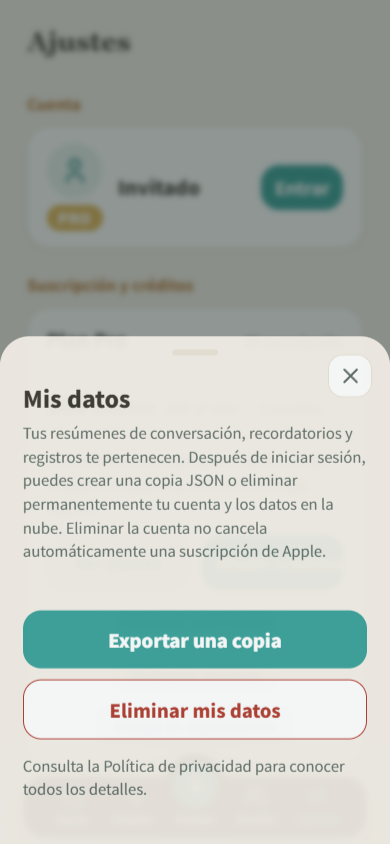 Ajustes
Cuenta
Invitado
Entrar
PRO
Suscripción y créditos
Mis datos
Tus resúmenes de conversación, recordatorios y
registros te pertenecen. Después de iniciar sesión,
puedes crear una copia JSON o eliminar
permanentemente tu cuenta y los datos en la
nube. Eliminar la cuenta no cancela
automáticamente una suscripción de Apple.
Exportar una copia
Eliminar mis datos
Consulta la Política de privacidad para conocer
todos los detalles.